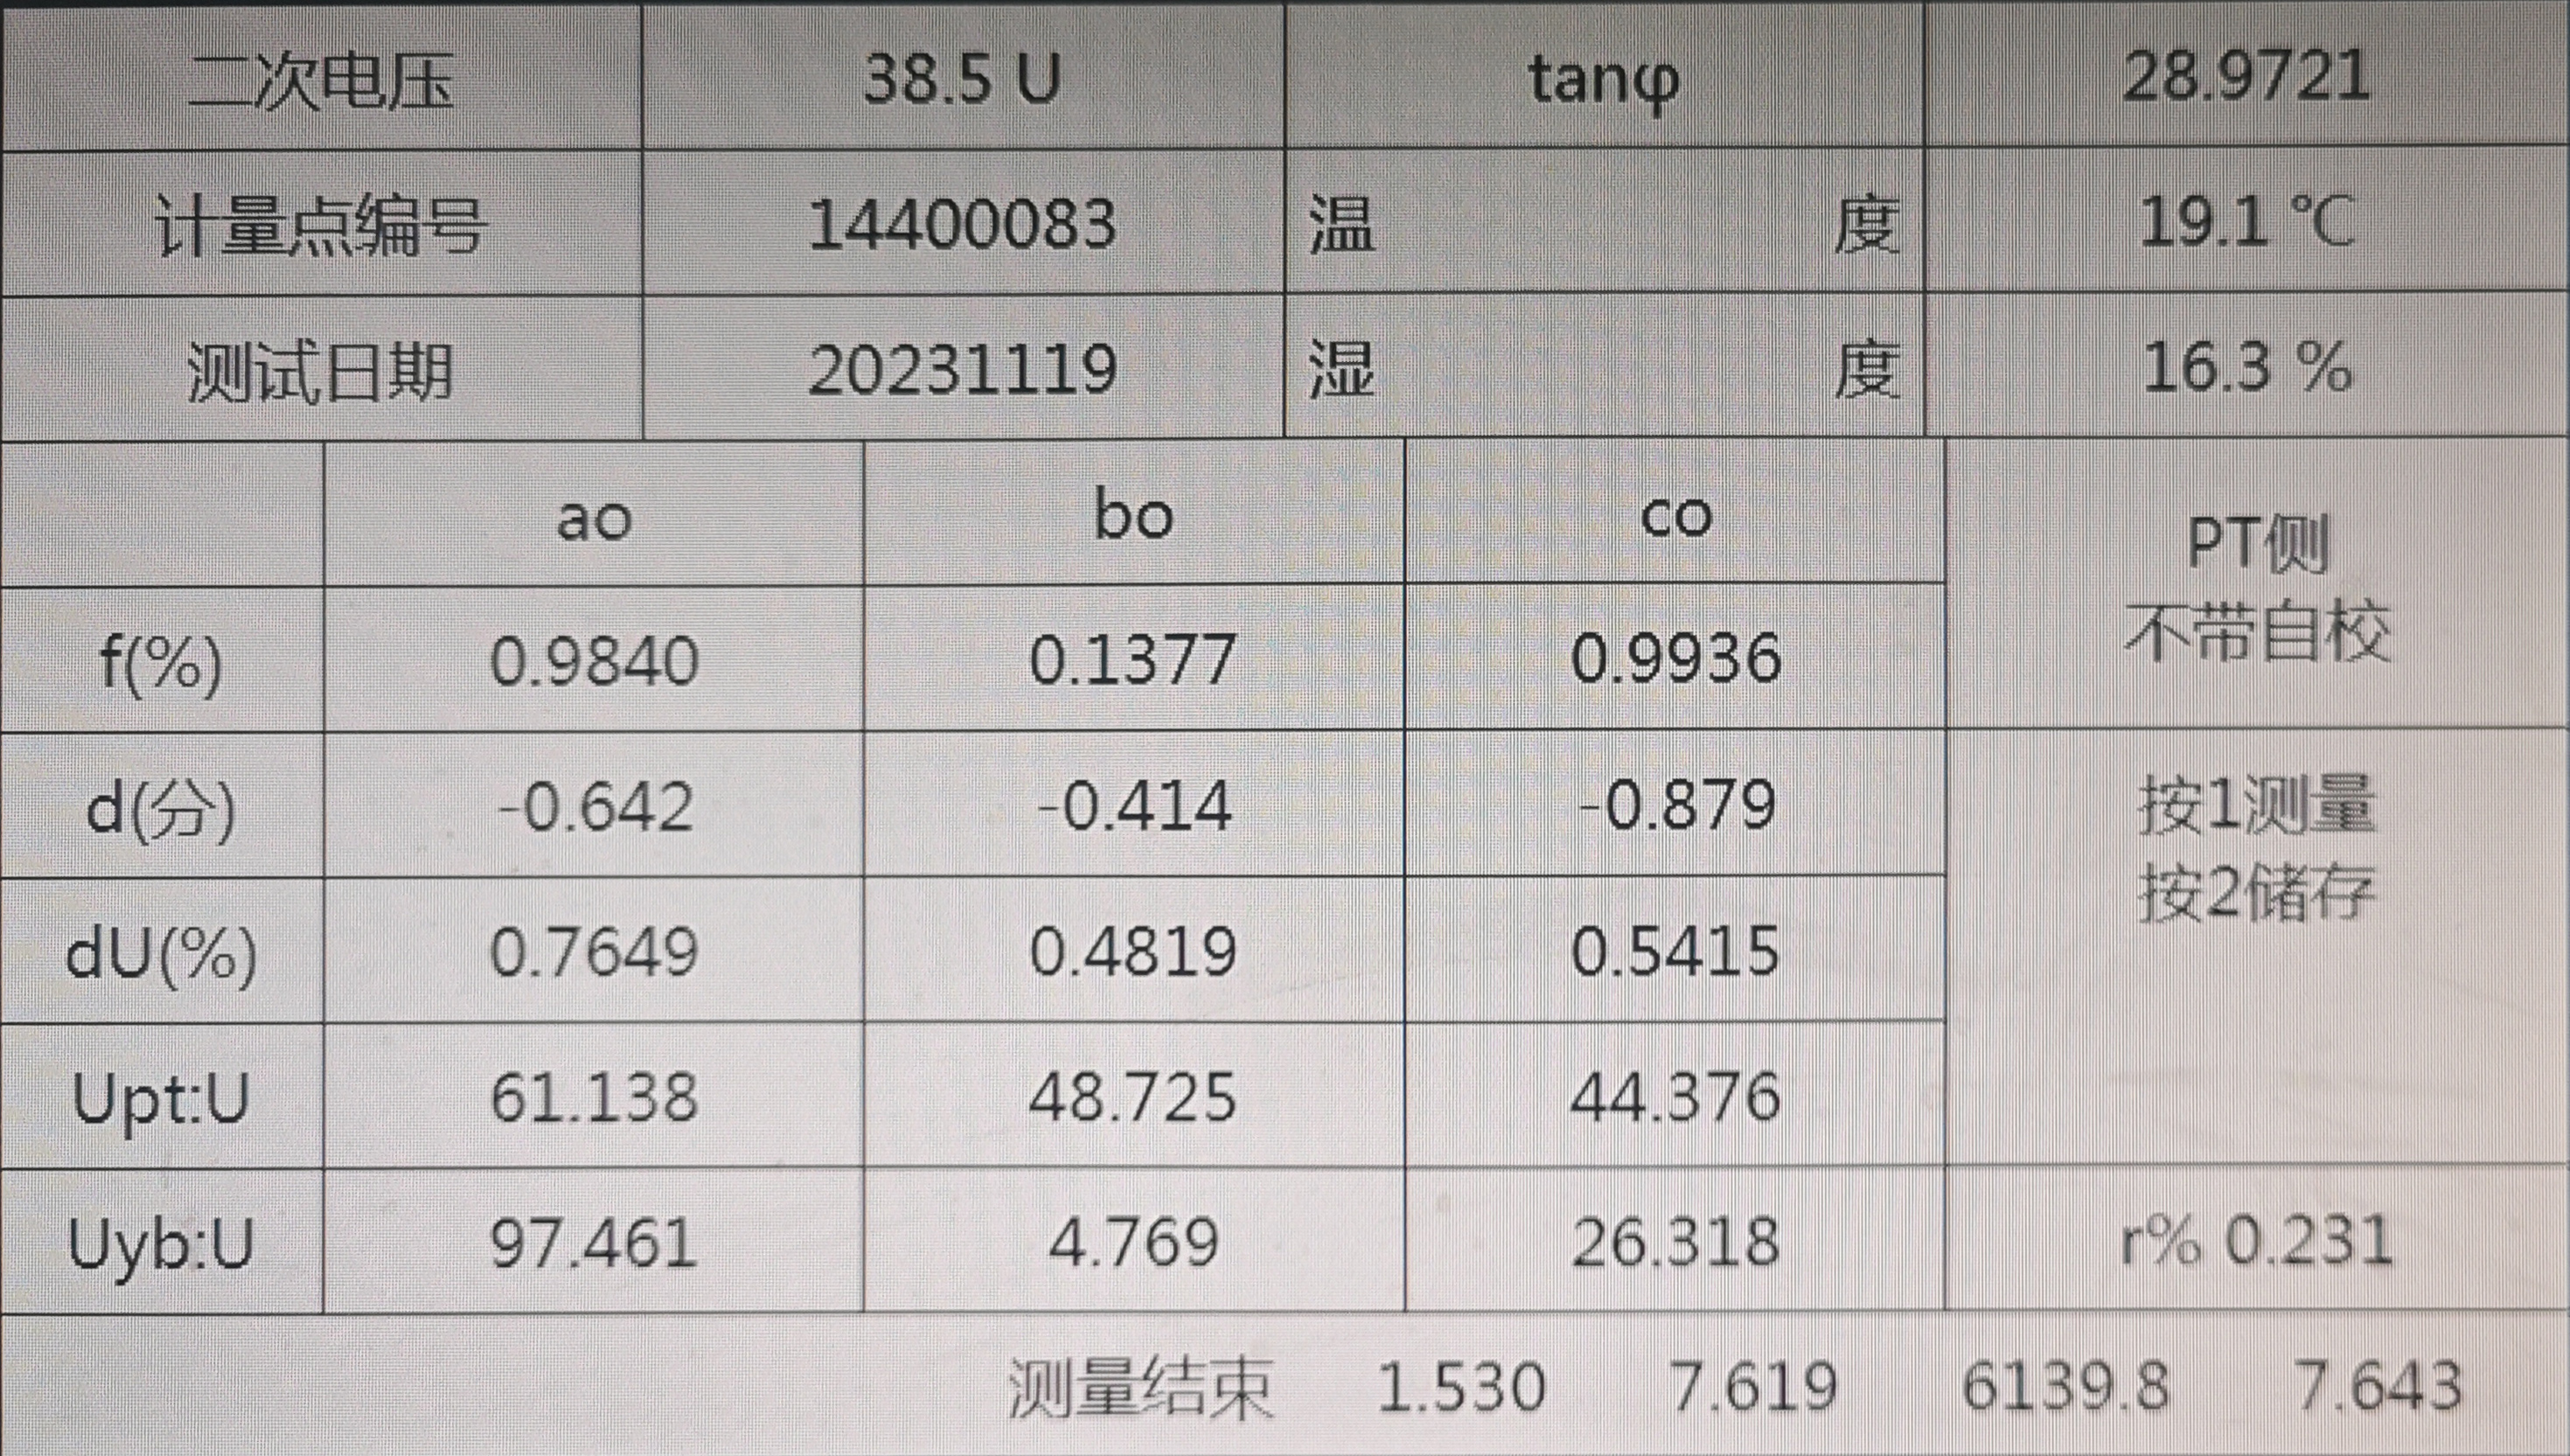 二次电压 38.5 U tanφ 28.9721
计量点编号 14400083 温 度 19.1 ℃
测试日期 20231119 湿 度 16.3 %
ao bo co PT侧
不带自校
f(%) 0.9840 0.1377 0.9936
d(分) -0.642 -0.414 -0.879 按1测量
按2储存
dU(%) 0.7649 0.4819 0.5415
Upt:U 61.138 48.725 44.376
Uyb:U 97.461 4.769 26.318 r% 0.231
测量结束 1.530 7.619 6139.8 7.643